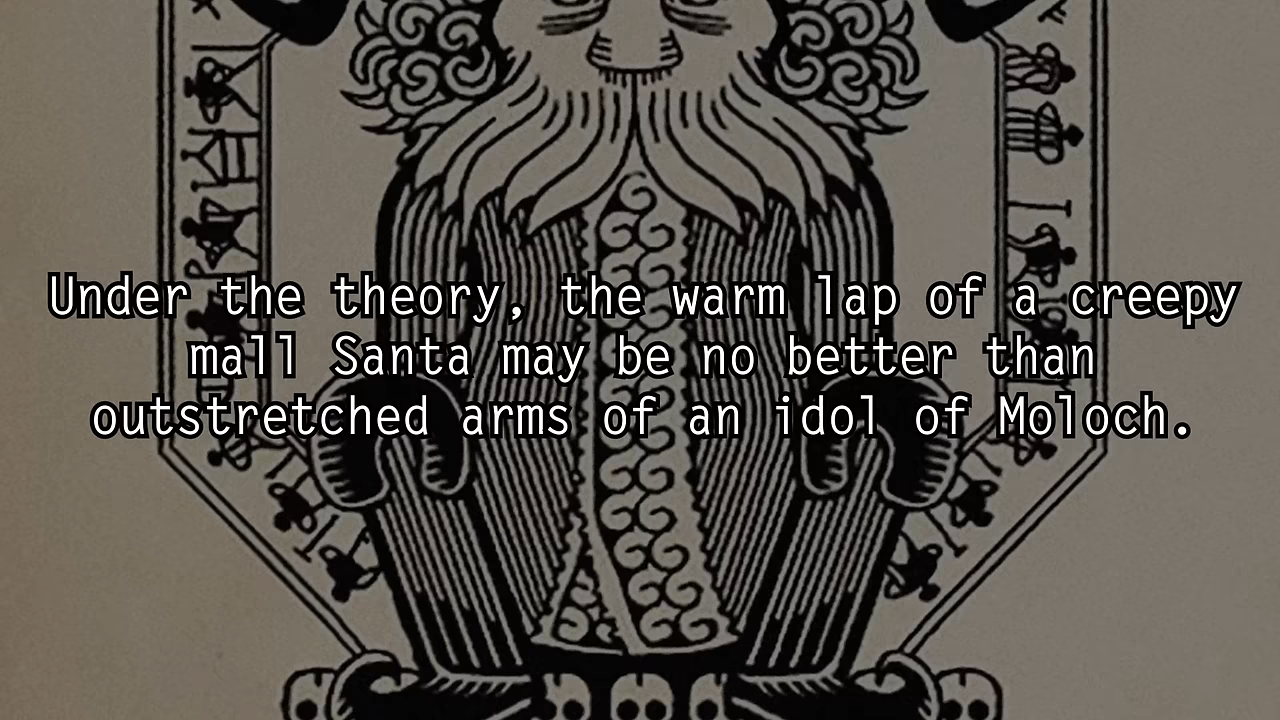 Under the theory, the warm lap of a creepy
mall Santa may be no better than
outstretched arms of an idol of Moloch.